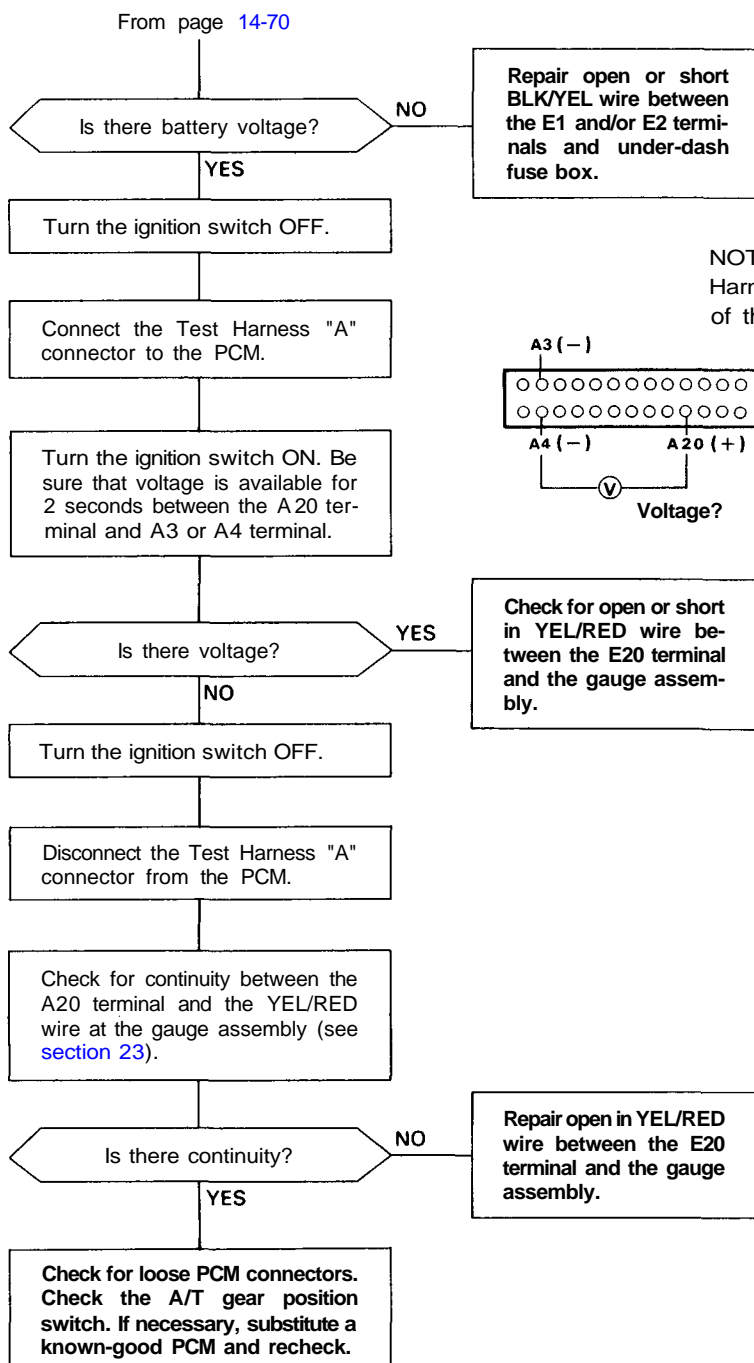 From page 14-70
Is there battery voltage?
NO
Repair open or short
BLK/YEL wire between
the E1 and/or E2 termi-
nals and under-dash
fuse box.
YES
Turn the ignition switch OFF.
Connect the Test Harness "A"
connector to the PCM.
NOT
Harn
of th
A3 (−)
A4 (−)
A20 (+)
V
Voltage?
Turn the ignition switch ON. Be
sure that voltage is available for
2 seconds between the A20 ter-
minal and A3 or A4 terminal.
Is there voltage?
YES
Check for open or short
in YEL/RED wire be-
tween the E20 terminal
and the gauge assem-
bly.
NO
Turn the ignition switch OFF.
Disconnect the Test Harness "A"
connector from the PCM.
Check for continuity between the
A20 terminal and the YEL/RED
wire at the gauge assembly (see
section 23).
Is there continuity?
NO
Repair open in YEL/RED
wire between the E20
terminal and the gauge
assembly.
YES
Check for loose PCM connectors.
Check the A/T gear position
switch. If necessary, substitute a
known-good PCM and recheck.